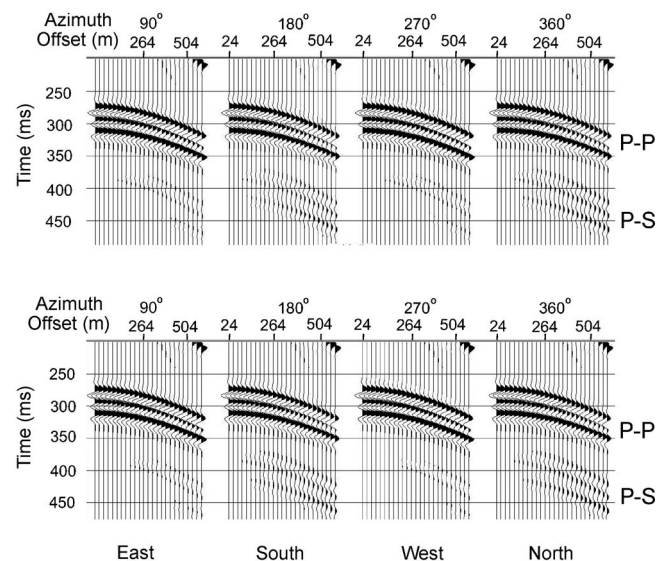 Azimuth 90° 180° 270° 360°
Offset (m) 264 504 24 264 504 24 264 504 24 264 504
250
300
350
400
450
Time (ms)
P-P
P-S
Azimuth 90° 180° 270° 360°
Offset (m) 264 504 24 264 504 24 264 504 24 264 504
250
300
350
400
450
Time (ms)
P-P
P-S
East South West North